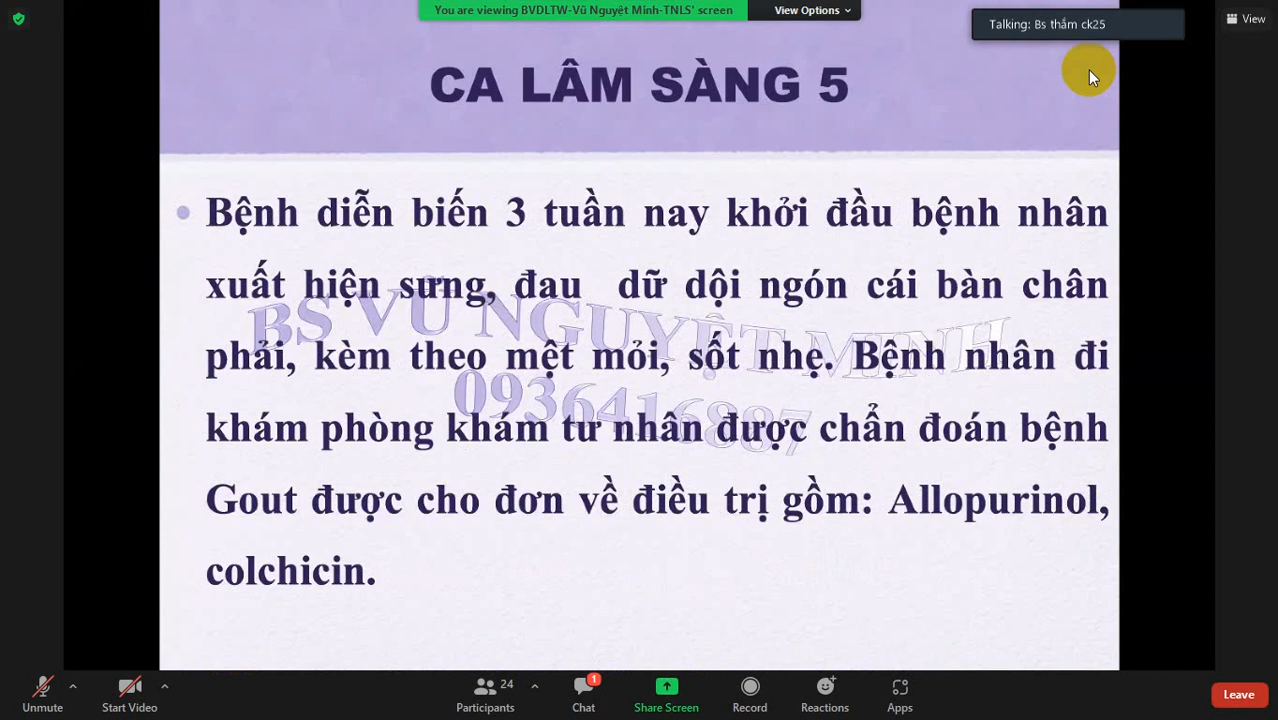 You are viewing BVDLTW-Vũ Nguyệt Minh-TNLS' screen
View Options
Talking: Bs thắm ck25
View
CA LÂM SÀNG 5
Bệnh diễn biến 3 tuần nay khởi đầu bệnh nhân
xuất hiện sưng, đau dữ dội ngón cái bàn chân
phải, kèm theo mệt mỏi, sốt nhẹ. Bệnh nhân đi
khám phòng khám tư nhân được chẩn đoán bệnh
Gout được cho đơn về điều trị gồm: Allopurinol,
colchicin.
BS VŨ NGUYỆT MINH
0936416887
Unmute
Start Video
24
Participants
1
Chat
Share Screen
Record
Reactions
Apps
Leave